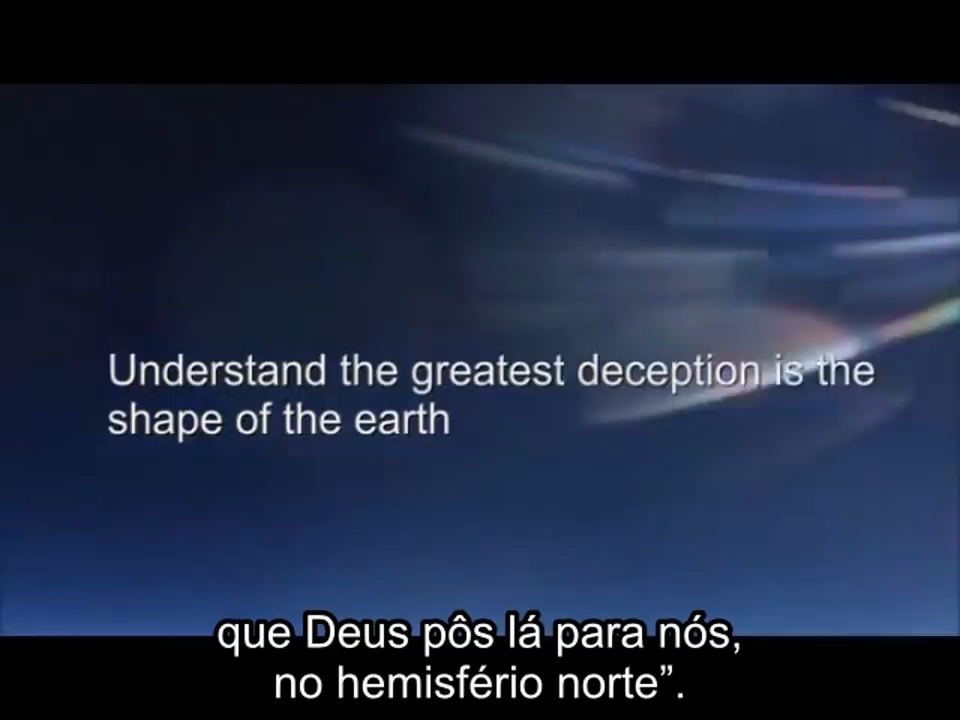 Understand the greatest deception is the
shape of the earth
que Deus pôs lá para nós,
no hemisfério norte”.